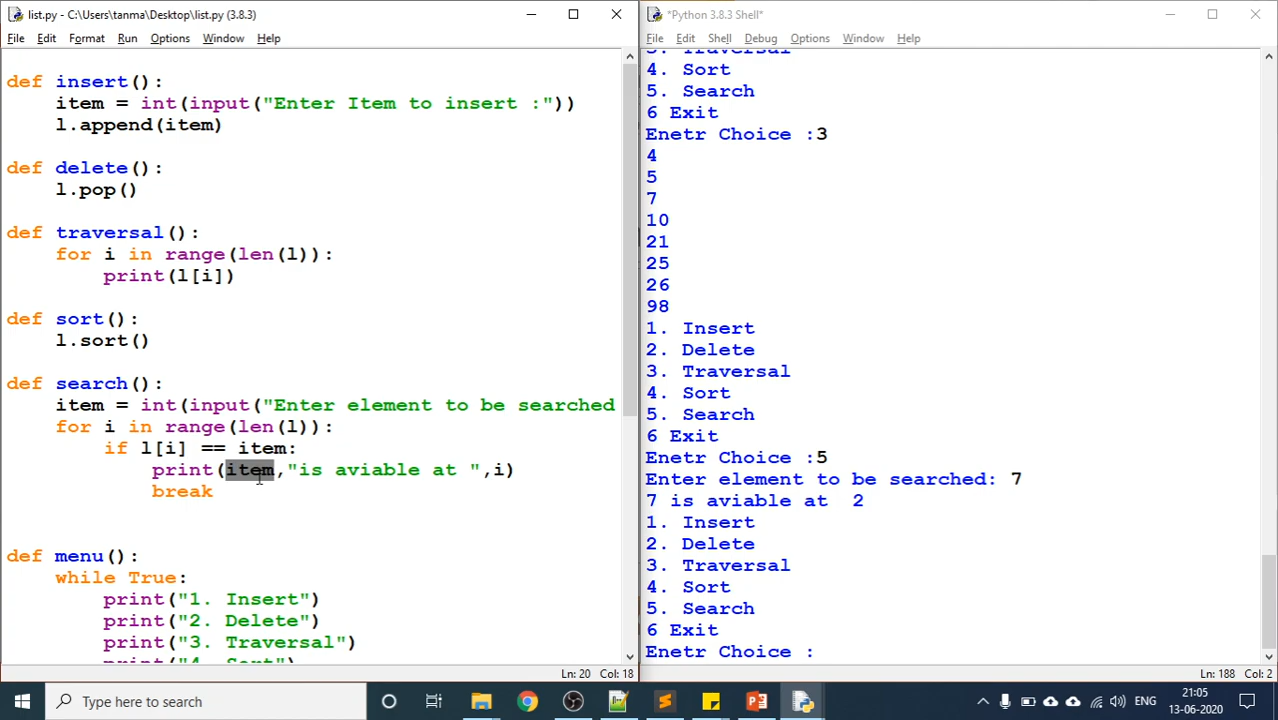 list.py - C:\Users\tanma\Desktop\list.py (3.8.3)
File Edit Format Run Options Window Help
def insert():
    item = int(input("Enter Item to insert :"))
    l.append(item)
def delete():
    l.pop()
def traversal():
    for i in range(len(l)):
        print(l[i])
def sort():
    l.sort()
def search():
    item = int(input("Enter element to be searched
    for i in range(len(l)):
        if l[i] == item:
            print(item,"is aviable at ",i)
            break
def menu():
    while True:
        print("1. Insert")
        print("2. Delete")
        print("3. Traversal")
        print("4. Sort")
Ln: 20 Col: 18
*Python 3.8.3 Shell*
File Edit Shell Debug Options Window Help
3. Traversal
4. Sort
5. Search
6 Exit
Enetr Choice :3
4
5
7
10
21
25
26
98
1. Insert
2. Delete
3. Traversal
4. Sort
5. Search
6 Exit
Enetr Choice :5
Enter element to be searched: 7
7 is aviable at  2
1. Insert
2. Delete
3. Traversal
4. Sort
5. Search
6 Exit
Enetr Choice :
Ln: 188 Col: 2
Type here to search
ENG
21:05
13-06-2020